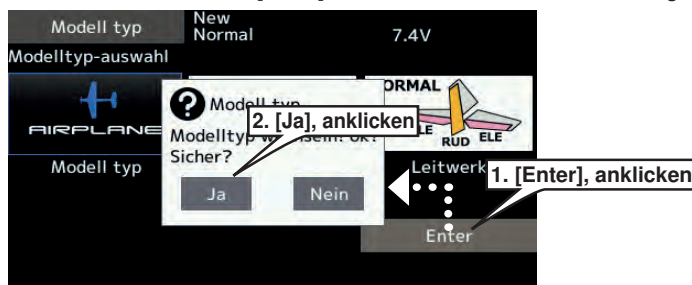 Modell typ
New
Normal
7.4V
Modelltyp-auswahl
AIRPLANE
NORMAL
RUD ELE
Modell typ
Leitwerk
Modell typ
Sicher?
Ja
Nein
2. [Ja], anklicken
1. [Enter], anklicken
Enter